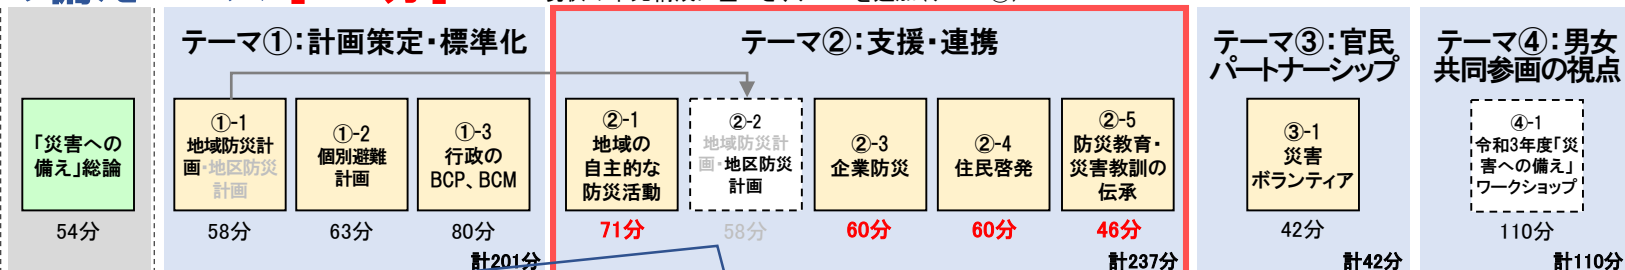 テーマ①：計画策定・標準化
テーマ②：支援・連携
テーマ③：官民
パートナーシップ
テーマ④：男女
共同参画の視点
「災害への
備え」総論
54分
①-1
地域防災計
画・地区防災
計画
58分
①-2
個別避難
計画
63分
①-3
行政の
BCP、BCM
80分
計201分
②-1
地域の
自主的な
防災活動
71分
②-2
地域防災計
画・地区防災
計画
58分
②-3
企業防災
60分
②-4
住民啓発
60分
②-5
防災教育・
災害教訓の
伝承
46分
計237分
③-1
災害
ボランティア
42分
計42分
④-1
令和3年度「災
害への備え」
ワークショップ
110分
計110分